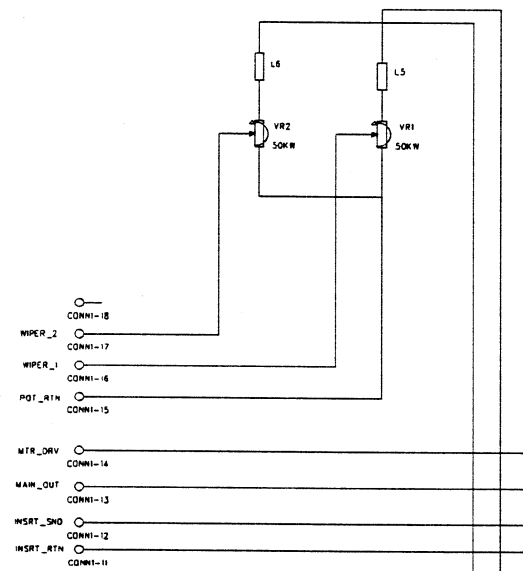 L6
L5
VR2
50KW
VR1
50KW
CONN1-18
WIPER_2
CONN1-17
WIPER_1
CONN1-16
POT_RTN
CONN1-15
MTR_DRV
CONN1-14
MAIN_OUT
CONN1-13
INSRT_SND
CONN1-12
INSRT_RTN
CONN1-11